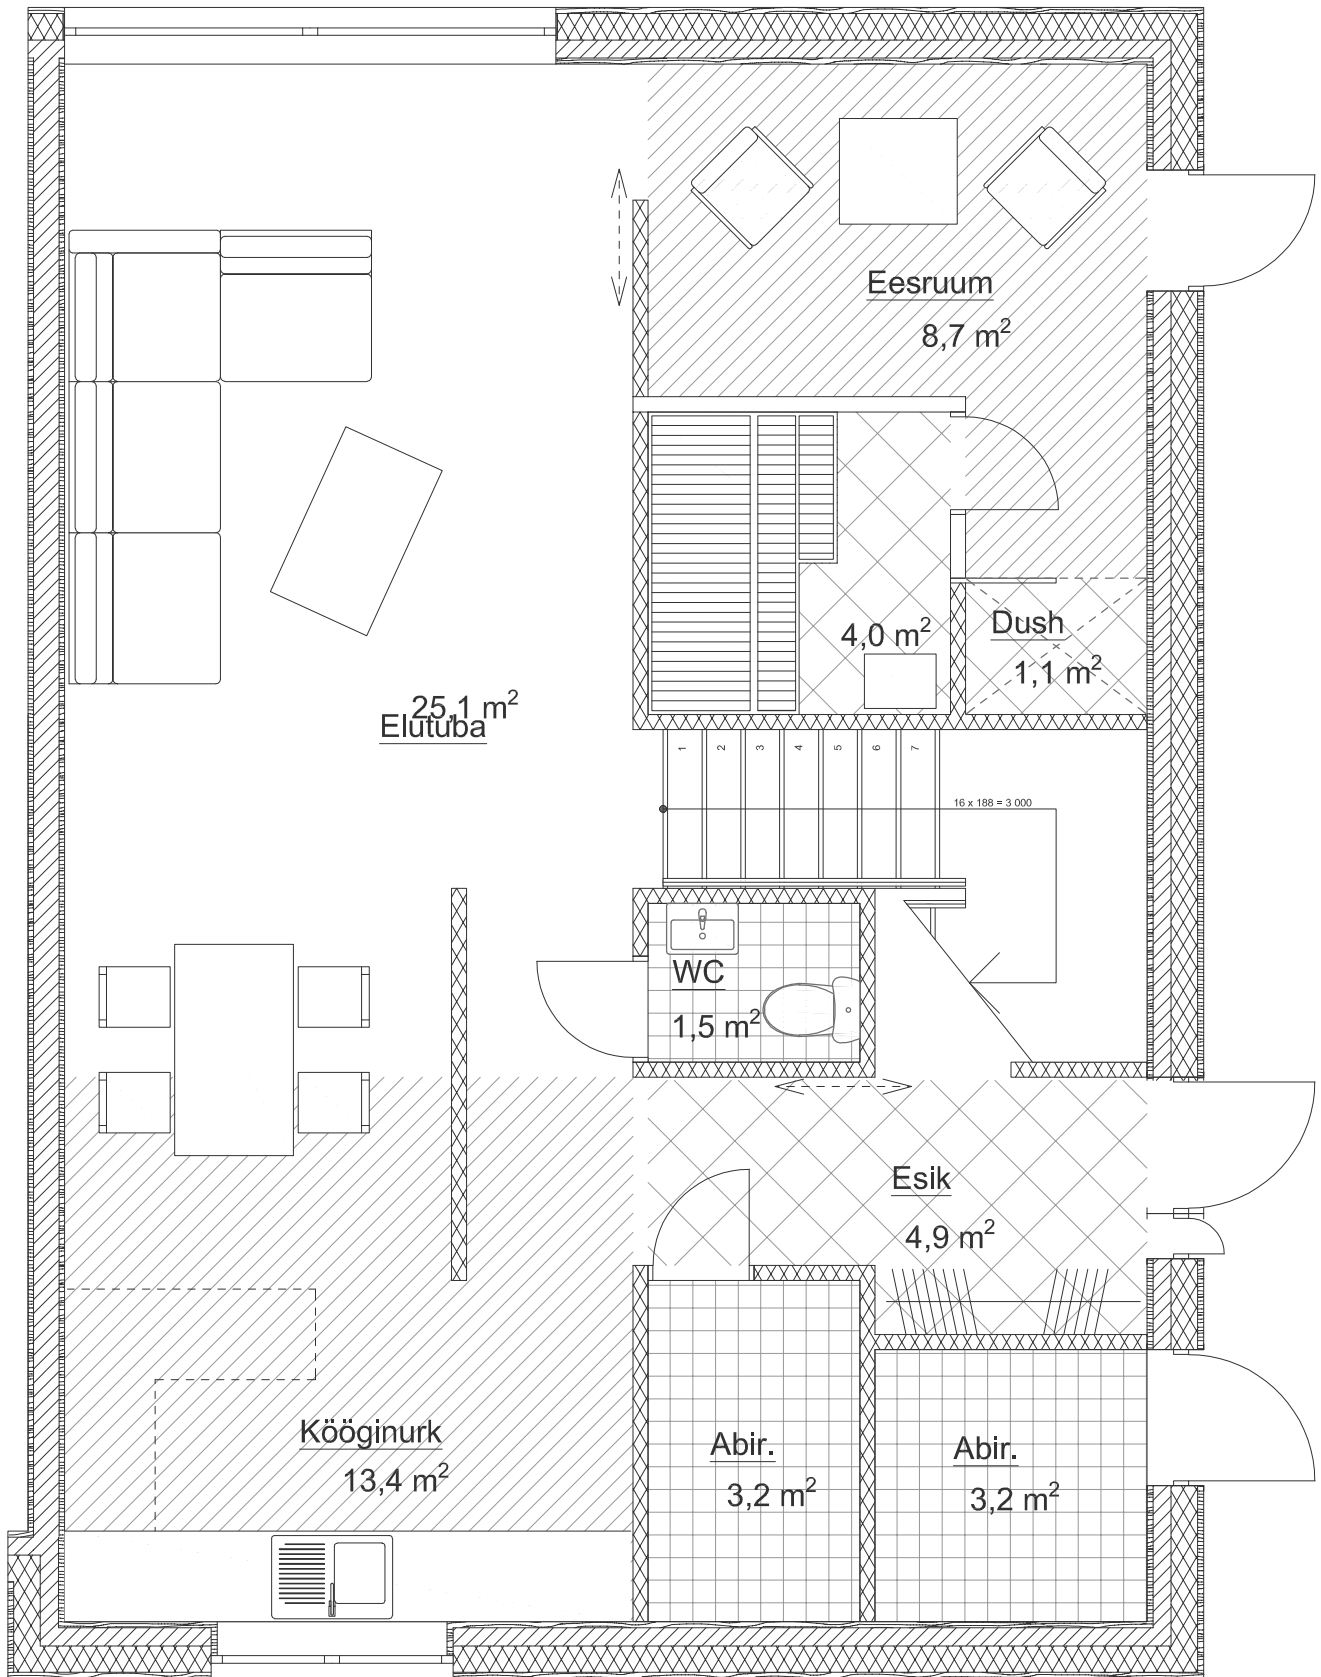 Eesruum
8,7 m²
4,0 m²
Dush
1,1 m²
25,1 m²
Elutuba
1
2
3
4
5
6
7
16 x 188 = 3 000
WC
1,5 m²
Esik
4,9 m²
Kööginurk
13,4 m²
Abir.
3,2 m²
Abir.
3,2 m²